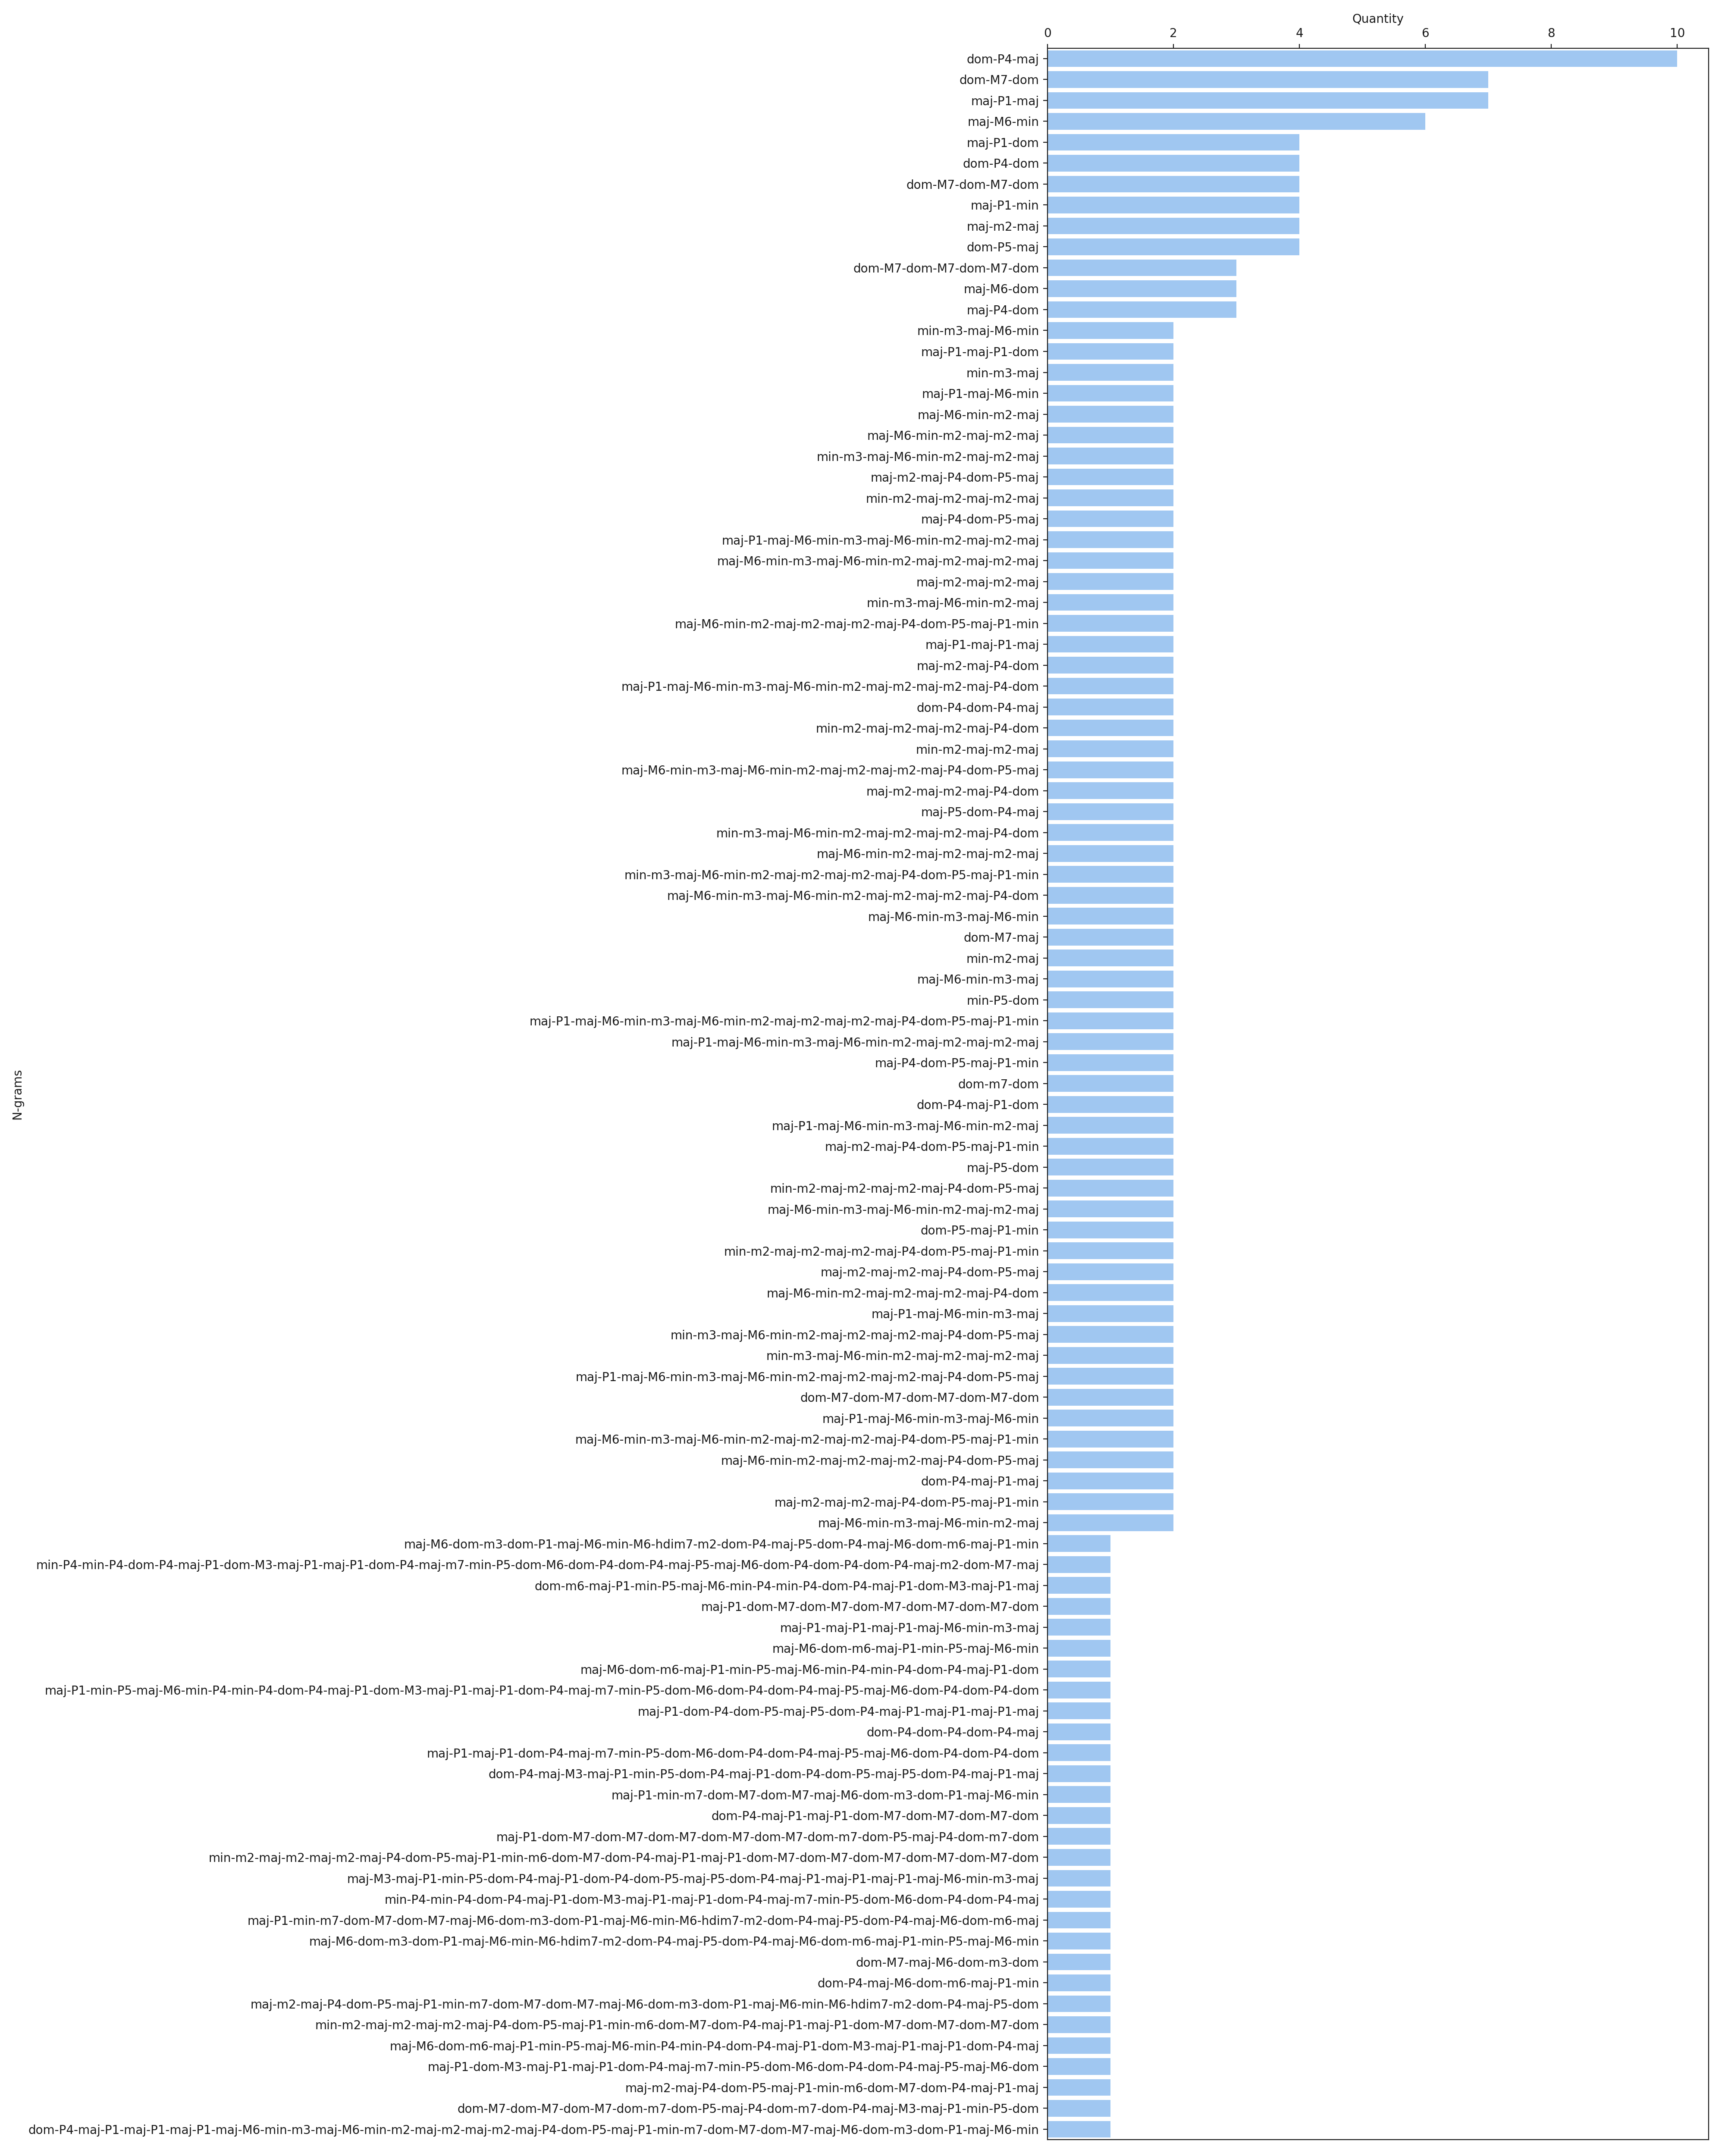 Quantity
0 2 4 6 8 10
dom-P4-maj
dom-M7-dom
maj-P1-maj
maj-M6-min
maj-P1-dom
dom-P4-dom
dom-M7-dom-M7-dom
maj-P1-min
maj-m2-maj
dom-P5-maj
dom-M7-dom-M7-dom-M7-dom
maj-M6-dom
maj-P4-dom
min-m3-maj-M6-min
maj-P1-maj-P1-dom
min-m3-maj
maj-P1-maj-M6-min
maj-M6-min-m2-maj
maj-M6-min-m2-maj-m2-maj
min-m3-maj-M6-min-m2-maj-m2-maj
maj-m2-maj-P4-dom-P5-maj
min-m2-maj-m2-maj-m2-maj
maj-P4-dom-P5-maj
maj-P1-maj-M6-min-m3-maj-M6-min-m2-maj-m2-maj
maj-M6-min-m3-maj-M6-min-m2-maj-m2-maj-m2-maj
maj-m2-maj-m2-maj
min-m3-maj-M6-min-m2-maj
maj-M6-min-m2-maj-m2-maj-m2-maj-P4-dom-P5-maj-P1-min
maj-P1-maj-P1-maj
maj-m2-maj-P4-dom
maj-P1-maj-M6-min-m3-maj-M6-min-m2-maj-m2-maj-m2-maj-P4-dom
dom-P4-dom-P4-maj
min-m2-maj-m2-maj-m2-maj-P4-dom
min-m2-maj-m2-maj
maj-M6-min-m3-maj-M6-min-m2-maj-m2-maj-m2-maj-P4-dom-P5-maj
maj-m2-maj-m2-maj-P4-dom
maj-P5-dom-P4-maj
min-m3-maj-M6-min-m2-maj-m2-maj-m2-maj-P4-dom
maj-M6-min-m2-maj-m2-maj-m2-maj
min-m3-maj-M6-min-m2-maj-m2-maj-m2-maj-P4-dom-P5-maj-P1-min
maj-M6-min-m3-maj-M6-min-m2-maj-m2-maj-m2-maj-P4-dom
maj-M6-min-m3-maj-M6-min
dom-M7-maj
min-m2-maj
maj-M6-min-m3-maj
min-P5-dom
maj-P1-maj-M6-min-m3-maj-M6-min-m2-maj-m2-maj-m2-maj-P4-dom-P5-maj-P1-min
maj-P1-maj-M6-min-m3-maj-M6-min-m2-maj-m2-maj-m2-maj
maj-P4-dom-P5-maj-P1-min
dom-m7-dom
N-grams
dom-P4-maj-P1-dom
maj-P1-maj-M6-min-m3-maj-M6-min-m2-maj
maj-m2-maj-P4-dom-P5-maj-P1-min
maj-P5-dom
min-m2-maj-m2-maj-m2-maj-P4-dom-P5-maj
maj-M6-min-m3-maj-M6-min-m2-maj-m2-maj
dom-P5-maj-P1-min
min-m2-maj-m2-maj-m2-maj-P4-dom-P5-maj-P1-min
maj-m2-maj-m2-maj-P4-dom-P5-maj
maj-M6-min-m2-maj-m2-maj-m2-maj-P4-dom
maj-P1-maj-M6-min-m3-maj
min-m3-maj-M6-min-m2-maj-m2-maj-m2-maj-P4-dom-P5-maj
min-m3-maj-M6-min-m2-maj-m2-maj-m2-maj
maj-P1-maj-M6-min-m3-maj-M6-min-m2-maj-m2-maj-m2-maj-P4-dom-P5-maj
dom-M7-dom-M7-dom-M7-dom-M7-dom
maj-P1-maj-M6-min-m3-maj-M6-min
maj-M6-min-m3-maj-M6-min-m2-maj-m2-maj-m2-maj-P4-dom-P5-maj-P1-min
maj-M6-min-m2-maj-m2-maj-m2-maj-P4-dom-P5-maj
dom-P4-maj-P1-maj
maj-m2-maj-m2-maj-P4-dom-P5-maj-P1-min
maj-M6-min-m3-maj-M6-min-m2-maj
maj-M6-dom-m3-dom-P1-maj-M6-min-M6-hdim7-m2-dom-P4-maj-P5-dom-P4-maj-M6-dom-m6-maj-P1-min
min-P4-min-P4-dom-P4-maj-P1-dom-M3-maj-P1-maj-P1-dom-P4-maj-m7-min-P5-dom-M6-dom-P4-dom-P4-maj-P5-maj-M6-dom-P4-dom-P4-dom-P4-maj-m2-dom-M7-maj
dom-m6-maj-P1-min-P5-maj-M6-min-P4-min-P4-dom-P4-maj-P1-dom-M3-maj-P1-maj
maj-P1-dom-M7-dom-M7-dom-M7-dom-M7-dom-M7-dom
maj-P1-maj-P1-maj-P1-maj-M6-min-m3-maj
maj-M6-dom-m6-maj-P1-min-P5-maj-M6-min
maj-M6-dom-m6-maj-P1-min-P5-maj-M6-min-P4-min-P4-dom-P4-maj-P1-dom
maj-P1-min-P5-maj-M6-min-P4-min-P4-dom-P4-maj-P1-dom-M3-maj-P1-maj-P1-dom-P4-maj-m7-min-P5-dom-M6-dom-P4-dom-P4-maj-P5-maj-M6-dom-P4-dom-P4-dom
maj-P1-dom-P4-dom-P5-maj-P5-dom-P4-maj-P1-maj-P1-maj-P1-maj
dom-P4-dom-P4-dom-P4-maj
maj-P1-maj-P1-dom-P4-maj-m7-min-P5-dom-M6-dom-P4-dom-P4-maj-P5-maj-M6-dom-P4-dom-P4-dom
dom-P4-maj-M3-maj-P1-min-P5-dom-P4-maj-P1-dom-P4-dom-P5-maj-P5-dom-P4-maj-P1-maj
maj-P1-min-m7-dom-M7-dom-M7-maj-M6-dom-m3-dom-P1-maj-M6-min
dom-P4-maj-P1-maj-P1-dom-M7-dom-M7-dom-M7-dom
maj-P1-dom-M7-dom-M7-dom-M7-dom-M7-dom-M7-dom-m7-dom-P5-maj-P4-dom-m7-dom
min-m2-maj-m2-maj-m2-maj-P4-dom-P5-maj-P1-min-m6-dom-M7-dom-P4-maj-P1-maj-P1-dom-M7-dom-M7-dom-M7-dom-M7-dom-M7-dom
maj-M3-maj-P1-min-P5-dom-P4-maj-P1-dom-P4-dom-P5-maj-P5-dom-P4-maj-P1-maj-P1-maj-P1-maj-M6-min-m3-maj
min-P4-min-P4-dom-P4-maj-P1-dom-M3-maj-P1-maj-P1-dom-P4-maj-m7-min-P5-dom-M6-dom-P4-dom-P4-maj
maj-P1-min-m7-dom-M7-dom-M7-maj-M6-dom-m3-dom-P1-maj-M6-min-M6-hdim7-m2-dom-P4-maj-P5-dom-P4-maj-M6-dom-m6-maj
maj-M6-dom-m3-dom-P1-maj-M6-min-M6-hdim7-m2-dom-P4-maj-P5-dom-P4-maj-M6-dom-m6-maj-P1-min-P5-maj-M6-min
dom-M7-maj-M6-dom-m3-dom
dom-P4-maj-M6-dom-m6-maj-P1-min
maj-m2-maj-P4-dom-P5-maj-P1-min-m7-dom-M7-dom-M7-maj-M6-dom-m3-dom-P1-maj-M6-min-M6-hdim7-m2-dom-P4-maj-P5-dom
min-m2-maj-m2-maj-m2-maj-P4-dom-P5-maj-P1-min-m6-dom-M7-dom-P4-maj-P1-maj-P1-dom-M7-dom-M7-dom-M7-dom
maj-M6-dom-m6-maj-P1-min-P5-maj-M6-min-P4-min-P4-dom-P4-maj-P1-dom-M3-maj-P1-maj-P1-dom-P4-maj
maj-P1-dom-M3-maj-P1-maj-P1-dom-P4-maj-m7-min-P5-dom-M6-dom-P4-dom-P4-maj-P5-maj-M6-dom
maj-m2-maj-P4-dom-P5-maj-P1-min-m6-dom-M7-dom-P4-maj-P1-maj
dom-M7-dom-M7-dom-M7-dom-m7-dom-P5-maj-P4-dom-m7-dom-P4-maj-M3-maj-P1-min-P5-dom
dom-P4-maj-P1-maj-P1-maj-P1-maj-M6-min-m3-maj-M6-min-m2-maj-m2-maj-m2-maj-P4-dom-P5-maj-P1-min-m7-dom-M7-dom-M7-maj-M6-dom-m3-dom-P1-maj-M6-min